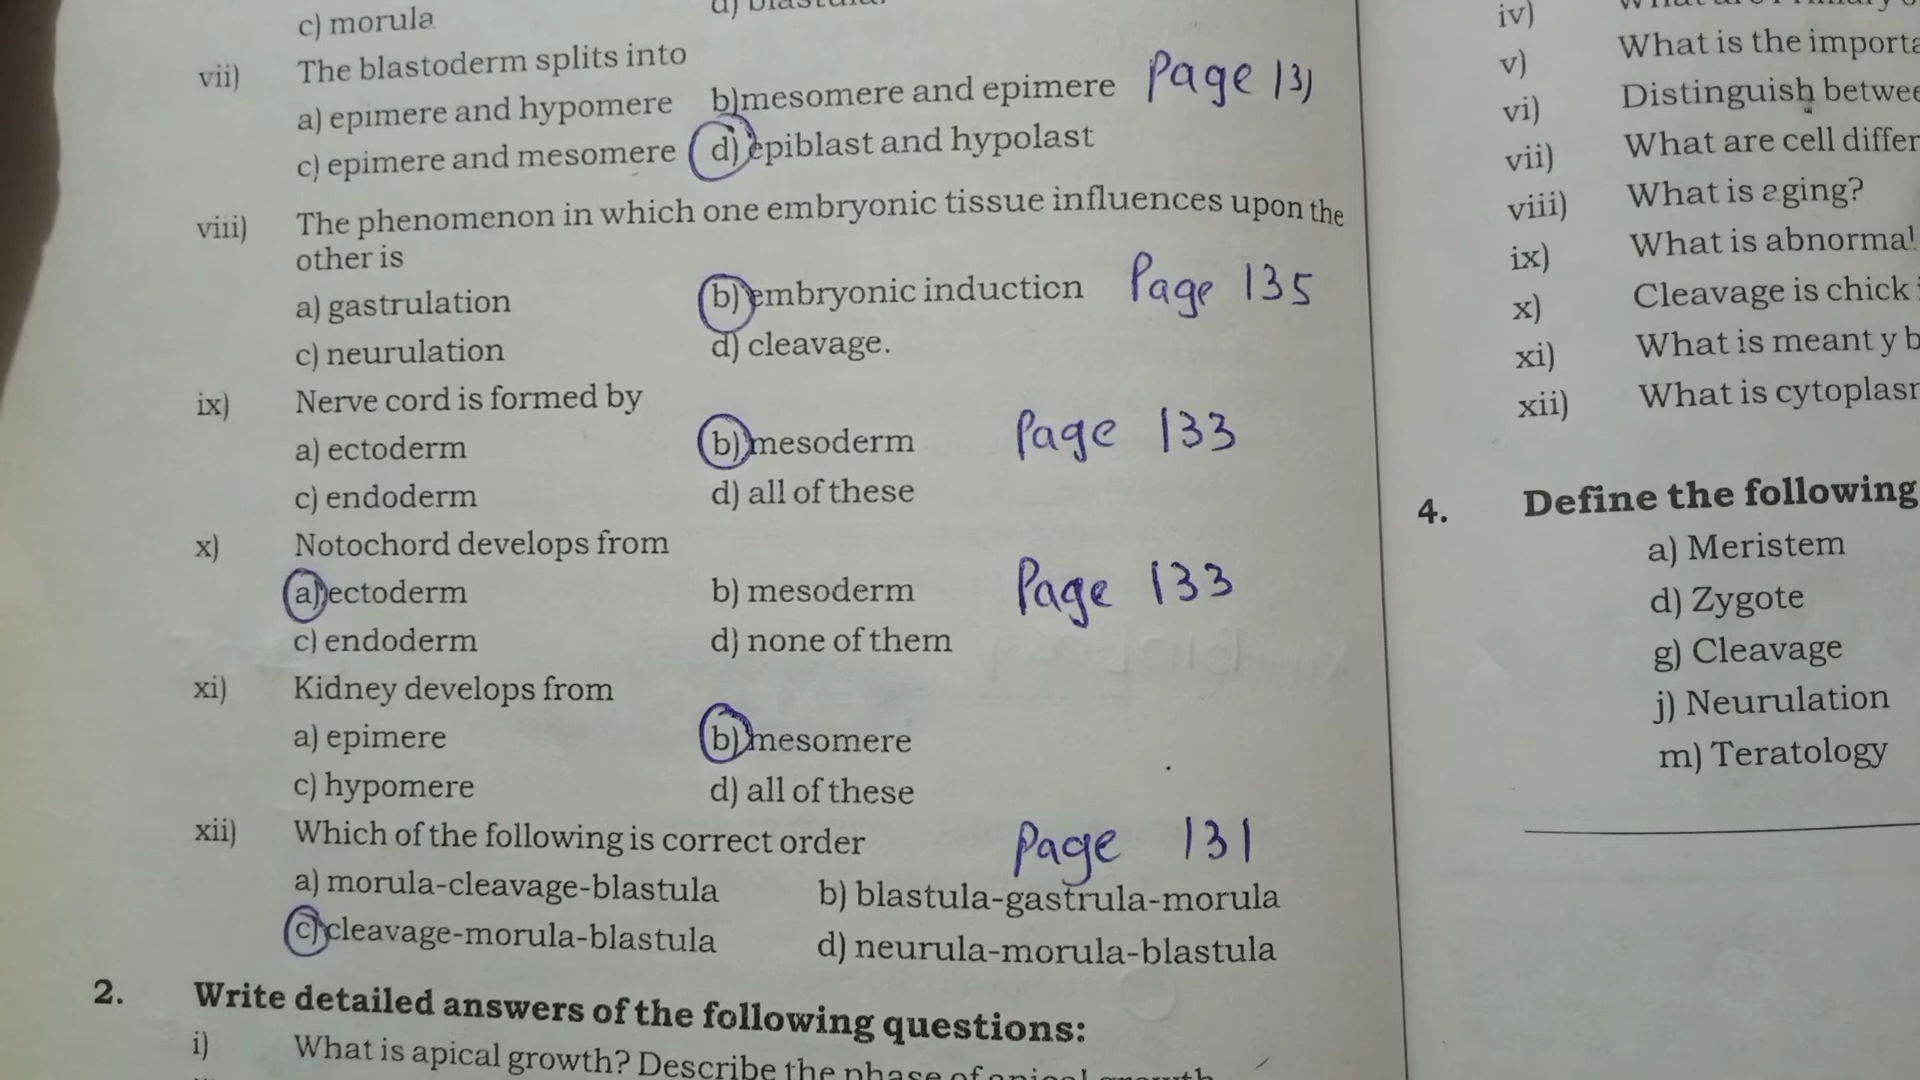 c) morula
vii) The blastoderm splits into
a) epimere and hypomere b) mesomere and epimere Page 131
c) epimere and mesomere d) epiblast and hypolast
viii) The phenomenon in which one embryonic tissue influences upon the
other is
a) gastrulation b) embryonic induction Page 135
c) neurulation d) cleavage.
ix) Nerve cord is formed by
a) ectoderm b) mesoderm Page 133
c) endoderm d) all of these
x) Notochord develops from
a) ectoderm b) mesoderm Page 133
c) endoderm d) none of them
xi) Kidney develops from
a) epimere b) mesomere
c) hypomere d) all of these
xii) Which of the following is correct order Page 131
a) morula-cleavage-blastula b) blastula-gastrula-morula
c) cleavage-morula-blastula d) neurula-morula-blastula
2. Write detailed answers of the following questions:
i) What is apical growth? Describe the phase of apical growth
iv)
v) What is the
vi) Distinguish
vii) What are cell
viii) What is aging?
ix) What is
x) Cleavage is chick
xi) What is meant y
xii) What is
4. Define the following
a) Meristem
d) Zygote
g) Cleavage
j) Neurulation
m) Teratology